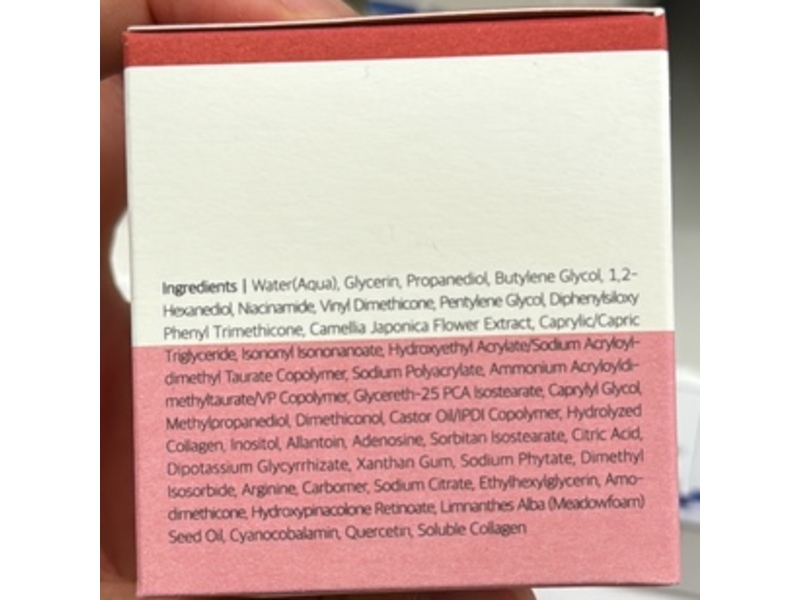 Ingredients | Water(Aqua), Glycerin, Propanediol, Butylene Glycol, 1,2-
Hexanediol, Niacinamide, Vinyl Dimethicone, Pentylene Glycol, Diphenylsiloxy
Phenyl Trimethicone, Camellia Japonica Flower Extract, Caprylic/Capric
Triglyceride, Isononyl Isononanoate, Hydroxyethyl Acrylate/Sodium Acryloyl-
dimethyl Taurate Copolymer, Sodium Polyacrylate, Ammonium Acryloyldi-
methyltaurate/VP Copolymer, Glycereth-25 PCA Isostearate, Caprylyl Glycol,
Methylpropanediol, Dimethiconol, Castor Oil/IPDI Copolymer, Hydrolyzed
Collagen, Inositol, Allantoin, Adenosine, Sorbitan Isostearate, Citric Acid,
Dipotassium Glycyrrhizate, Xanthan Gum, Sodium Phytate, Dimethyl
Isosorbide, Arginine, Carbomer, Sodium Citrate, Ethylhexylglycerin, Amo-
dimethicone, Hydroxypinacolone Retinoate, Limnanthes Alba (Meadowfoam)
Seed Oil, Cyanocobalamin, Quercetin, Soluble Collagen